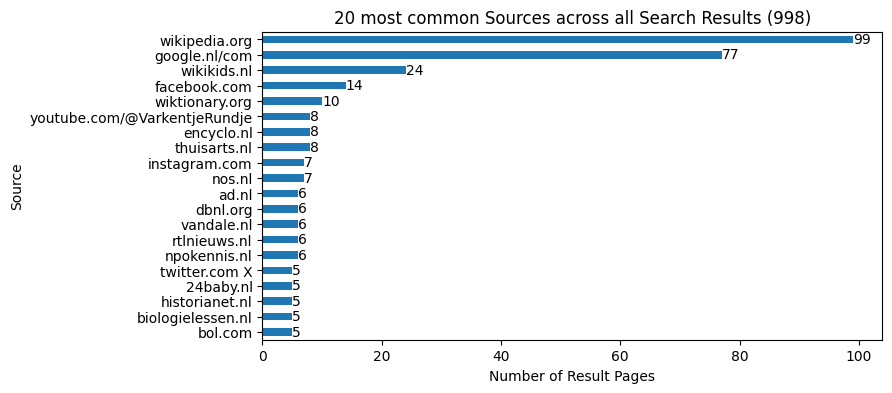 20 most common Sources across all Search Results (998)
Source
wikipedia.org 99
google.nl/com 77
wikikids.nl 24
facebook.com 14
wiktionary.org 10
youtube.com/@VarkentjeRundje 8
encyclo.nl 8
thuisarts.nl 8
instagram.com 7
nos.nl 7
ad.nl 6
dbnl.org 6
vandale.nl 6
rtlnieuws.nl 6
npokennis.nl 6
twitter.com X 5
24baby.nl 5
historianet.nl 5
biologielessen.nl 5
bol.com 5
0 20 40 60 80 100
Number of Result Pages